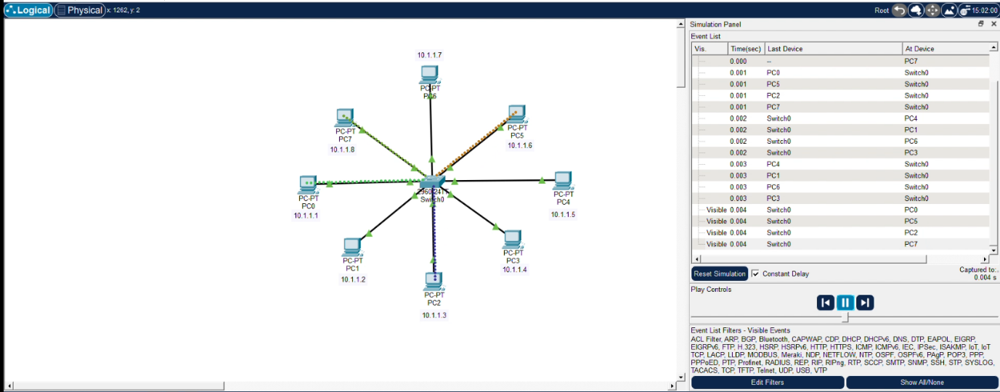 Logical Physical x: 1262, y: 2 Root 15:02:00
10.1.1.7
PC-PT
PC6
PC-PT
PC7
10.1.1.8
PC-PT
PC5
10.1.1.6
PC-PT
PC0
10.1.1.1
2960-24TT
Switch0
PC-PT
PC4
10.1.1.5
PC-PT
PC1
10.1.1.2
PC-PT
PC3
10.1.1.4
PC-PT
PC2
10.1.1.3
Simulation Panel
Event List
Vis. Time(sec) Last Device At Device
0.000 -- PC7
0.001 PC0 Switch0
0.001 PC5 Switch0
0.001 PC2 Switch0
0.001 PC7 Switch0
0.002 Switch0 PC4
0.002 Switch0 PC1
0.002 Switch0 PC6
0.002 Switch0 PC3
0.003 PC4 Switch0
0.003 PC1 Switch0
0.003 PC6 Switch0
0.003 PC3 Switch0
Visible 0.004 Switch0 PC0
Visible 0.004 Switch0 PC5
Visible 0.004 Switch0 PC2
Visible 0.004 Switch0 PC7
Reset Simulation Constant Delay Captured to:
0.004 s
Play Controls
Event List Filters - Visible Events
ACL Filter, ARP, BGP, Bluetooth, CAPWAP, CDP, DHCP, DHCPv6, DNS, DTP, EAPOL, EIGRP,
EIGRPv6, FTP, H.323, HSRP, HSRPv6, HTTP, HTTPS, ICMP, ICMPv6, IEC, IPSec, ISAKMP, IoT, IoT
TCP, LACP, LLDP, MODBUS, Meraki, NDP, NETFLOW, NTP, OSPF, OSPFv6, PAgP, POP3, PPP,
PPPoED, PTP, Profinet, RADIUS, REP, RIP, RIPng, RTP, SCCP, SMTP, SNMP, SSH, STP, SYSLOG,
TACACS, TCP, TFTP, Telnet, UDP, USB, VTP
Edit Filters Show All/None